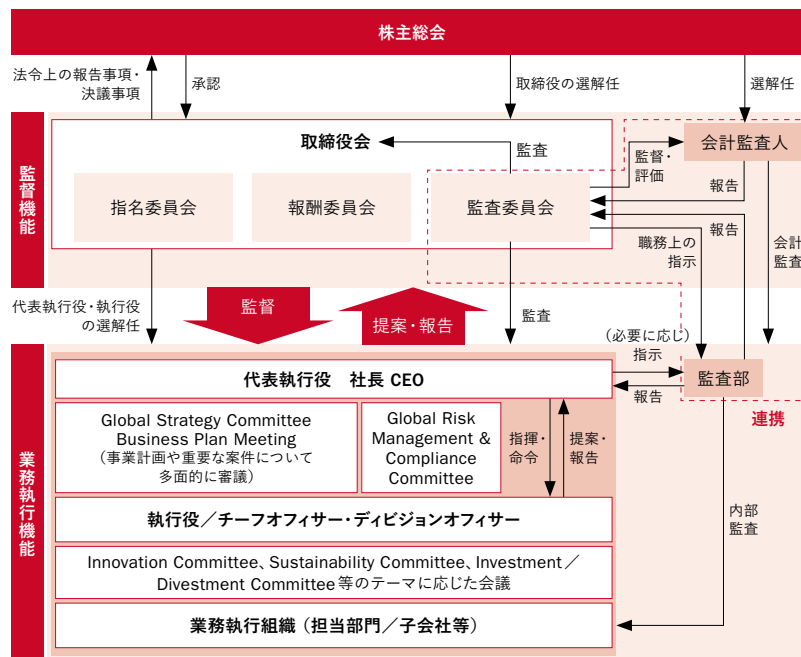 株主総会
法令上の報告事項・
決議事項
承認
取締役の選解任
選解任
監督機能
取締役会
監査
監督・
評価
会計監査人
指名委員会
報酬委員会
監査委員会
報告
報告
職務上の
指示
会計
監査
代表執行役・執行役
の選解任
監督
提案・報告
監査
(必要に応じ)
指示
業務執行機能
代表執行役 社長 CEO
監査部
報告
連携
Global Strategy Committee
Business Plan Meeting
(事業計画や重要な案件について
多面的に審議)
Global Risk
Management &
Compliance
Committee
指揮・
命令
提案・
報告
執行役／チーフオフィサー・ディビジョンオフィサー
内部
監査
Innovation Committee、Sustainability Committee、Investment／
Divestment Committee等のテーマに応じた会議
業務執行組織（担当部門／子会社等）